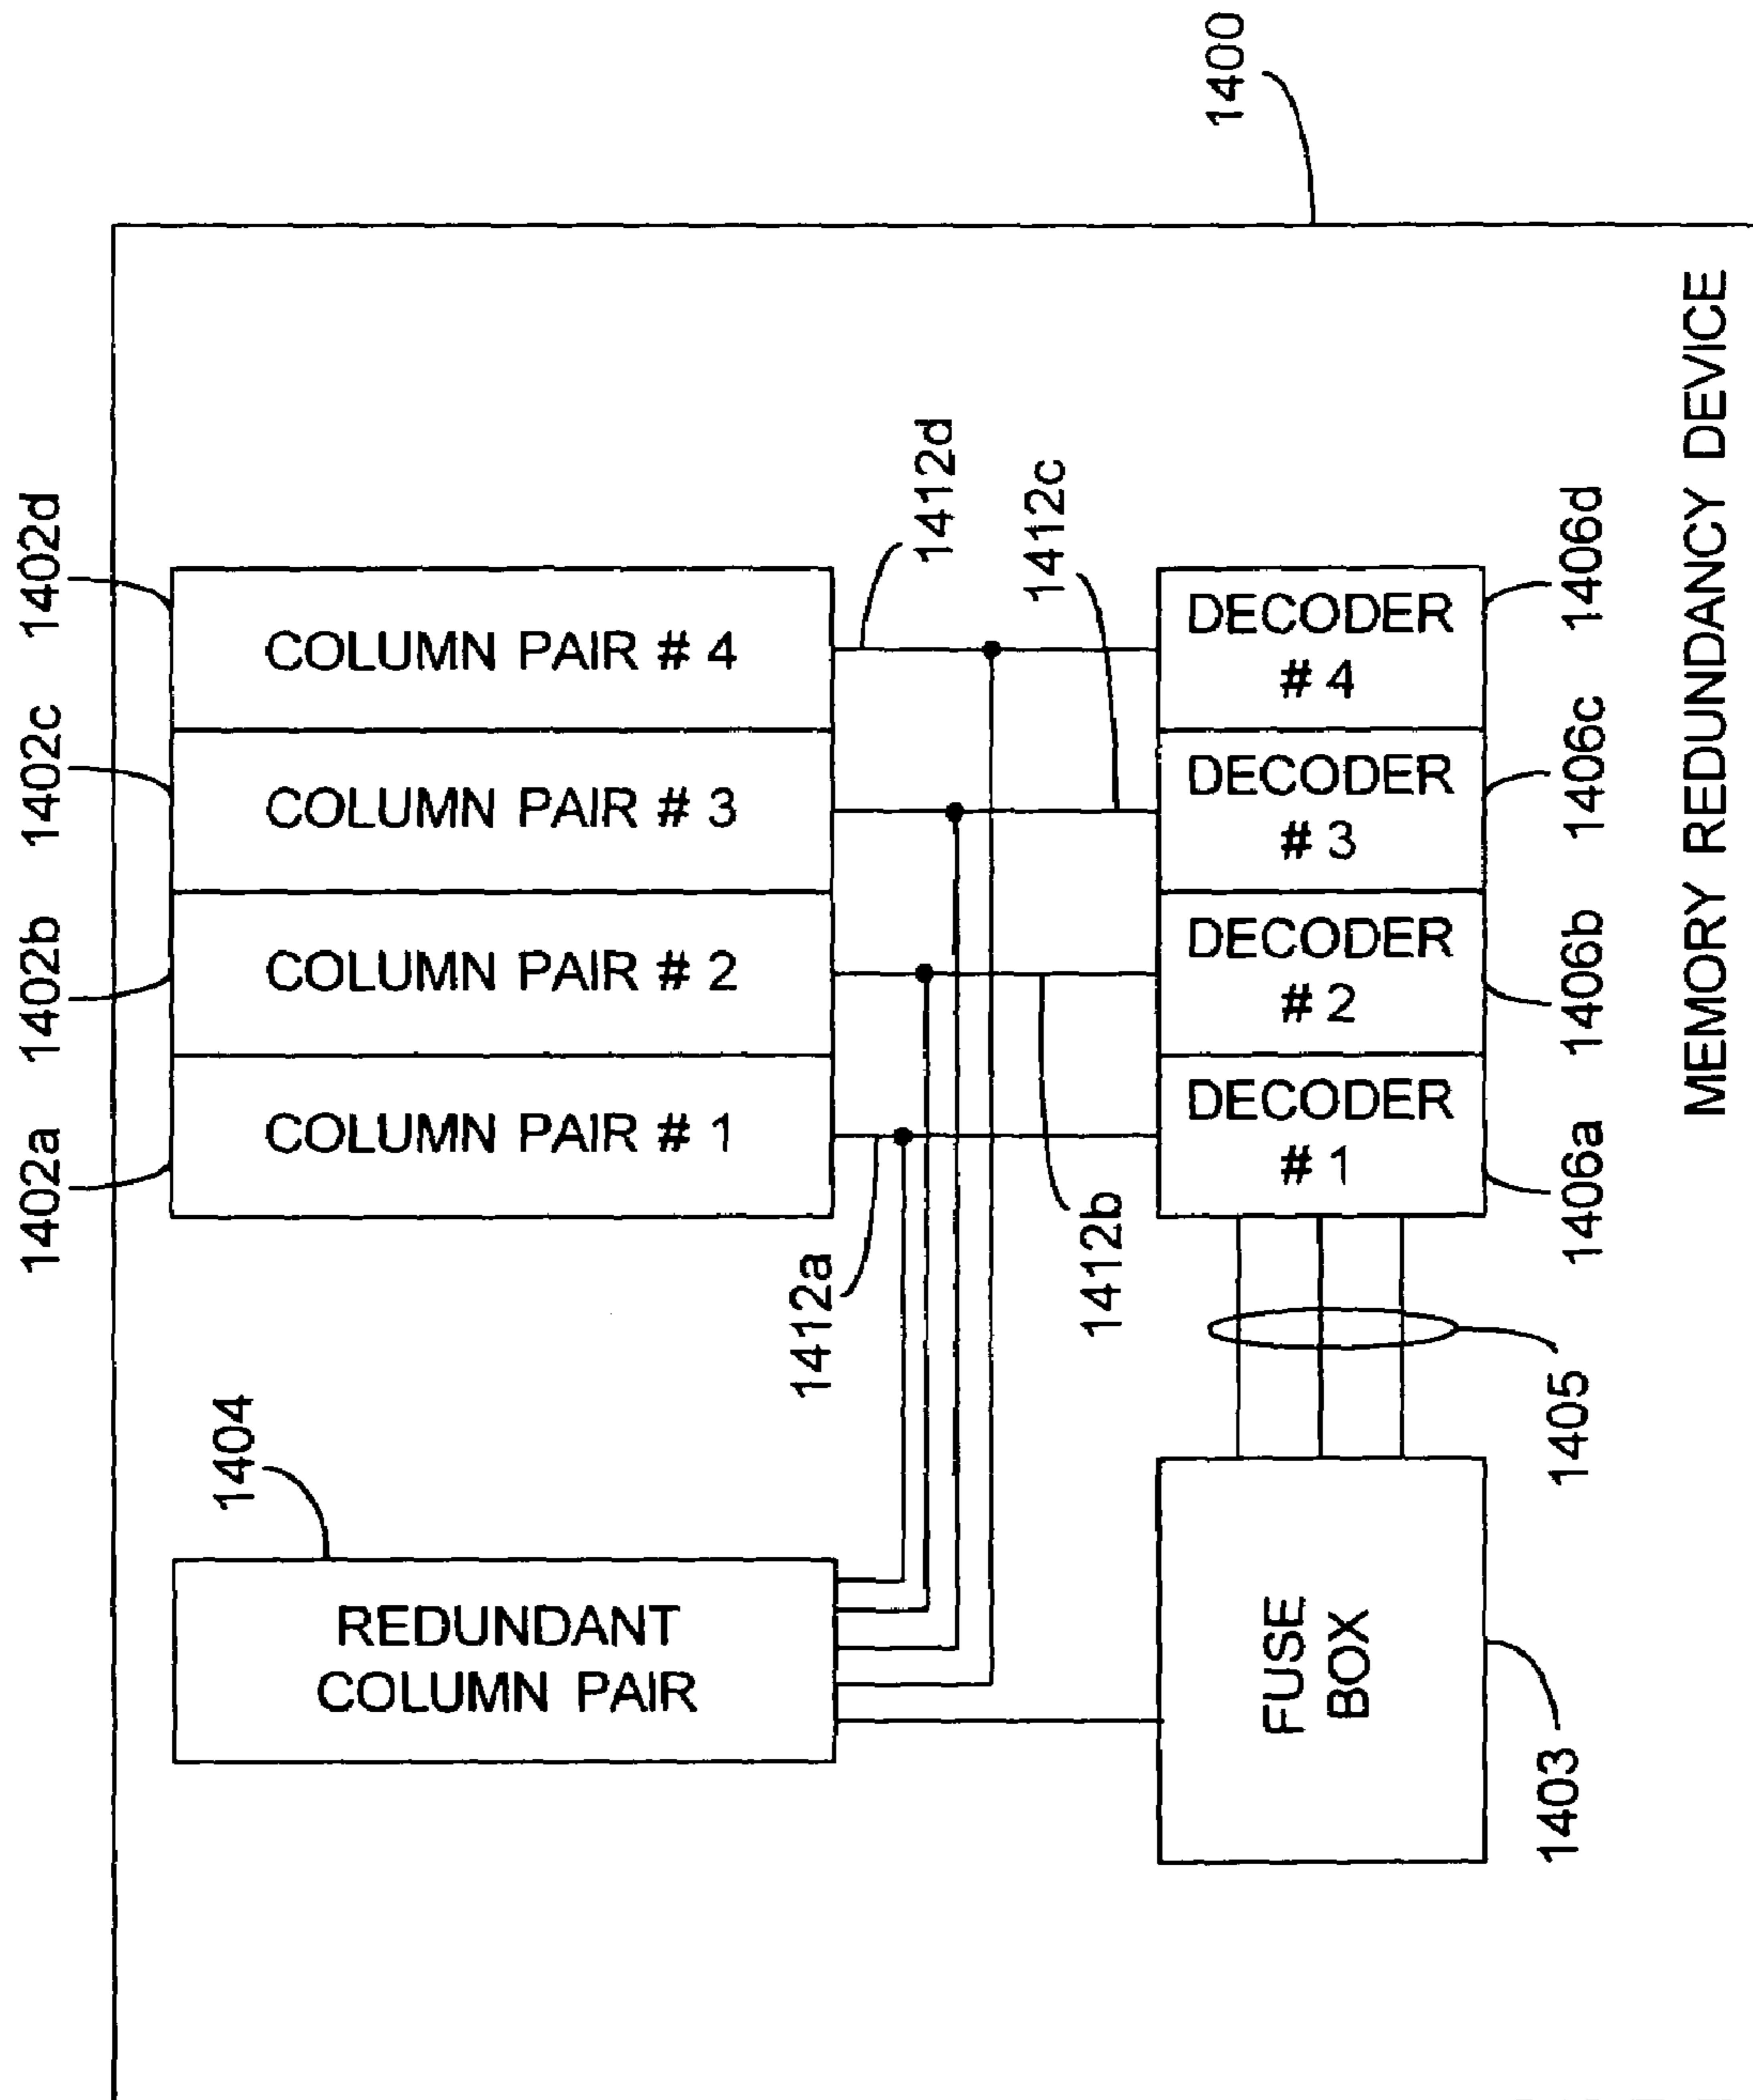 1402a 1402b 1402c 1402d
1404
REDUNDANT
COLUMN PAIR
COLUMN PAIR # 1
COLUMN PAIR # 2
COLUMN PAIR # 3
COLUMN PAIR # 4
1412a
1412d
1412c
1412b
1400
FUSE
BOX
DECODER
# 1
DECODER
# 2
DECODER
# 3
DECODER
# 4
1403
1405
1406a 1406b 1406c 1406d
MEMORY REDUNDANCY DEVICE